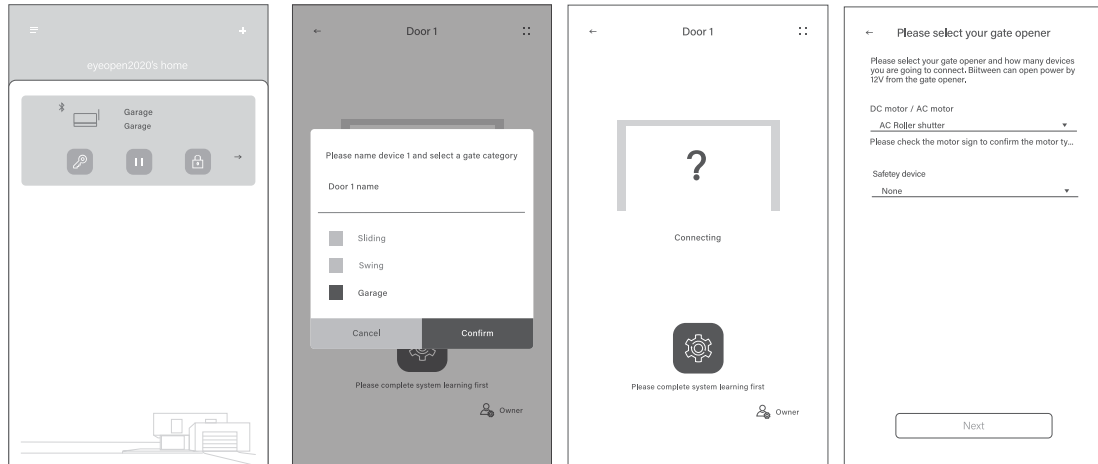 eyeopen2020's home
Garage
Garage
Door 1
Please name device 1 and select a gate category
Door 1 name
Sliding
Swing
Garage
Cancel
Confirm
Please complete system learning first
Owner
Door 1
?
Connecting
Please complete system learning first
Owner
Please select your gate opener
Please select your gate opener and how many devices
you are going to connect. Biitween can open power by
12V from the gate opener.
DC motor / AC motor
AC Roller shutter
Please check the motor sign to confirm the motor ty...
Safetey device
None
Next